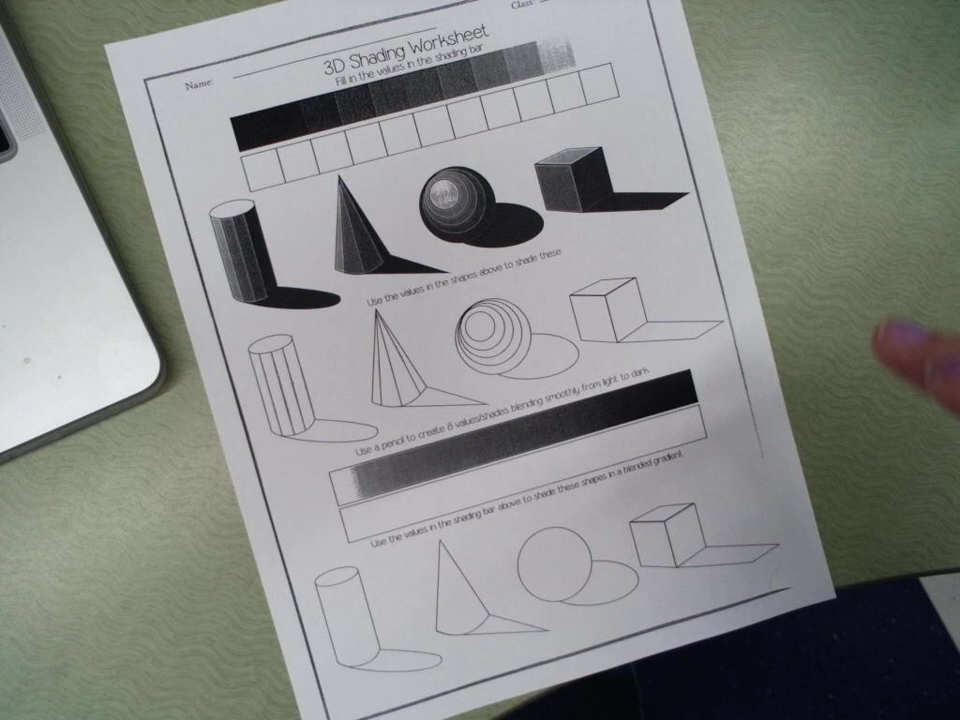 Class:
Name:
3D Shading Worksheet
Fill in the values in the shading bar
Use the values in the shapes above to shade these
Use a pencil to create 8 values/shades blending smoothly from light to dark.
Use the values in the shading bar above to shade these shapes in a blended gradient.